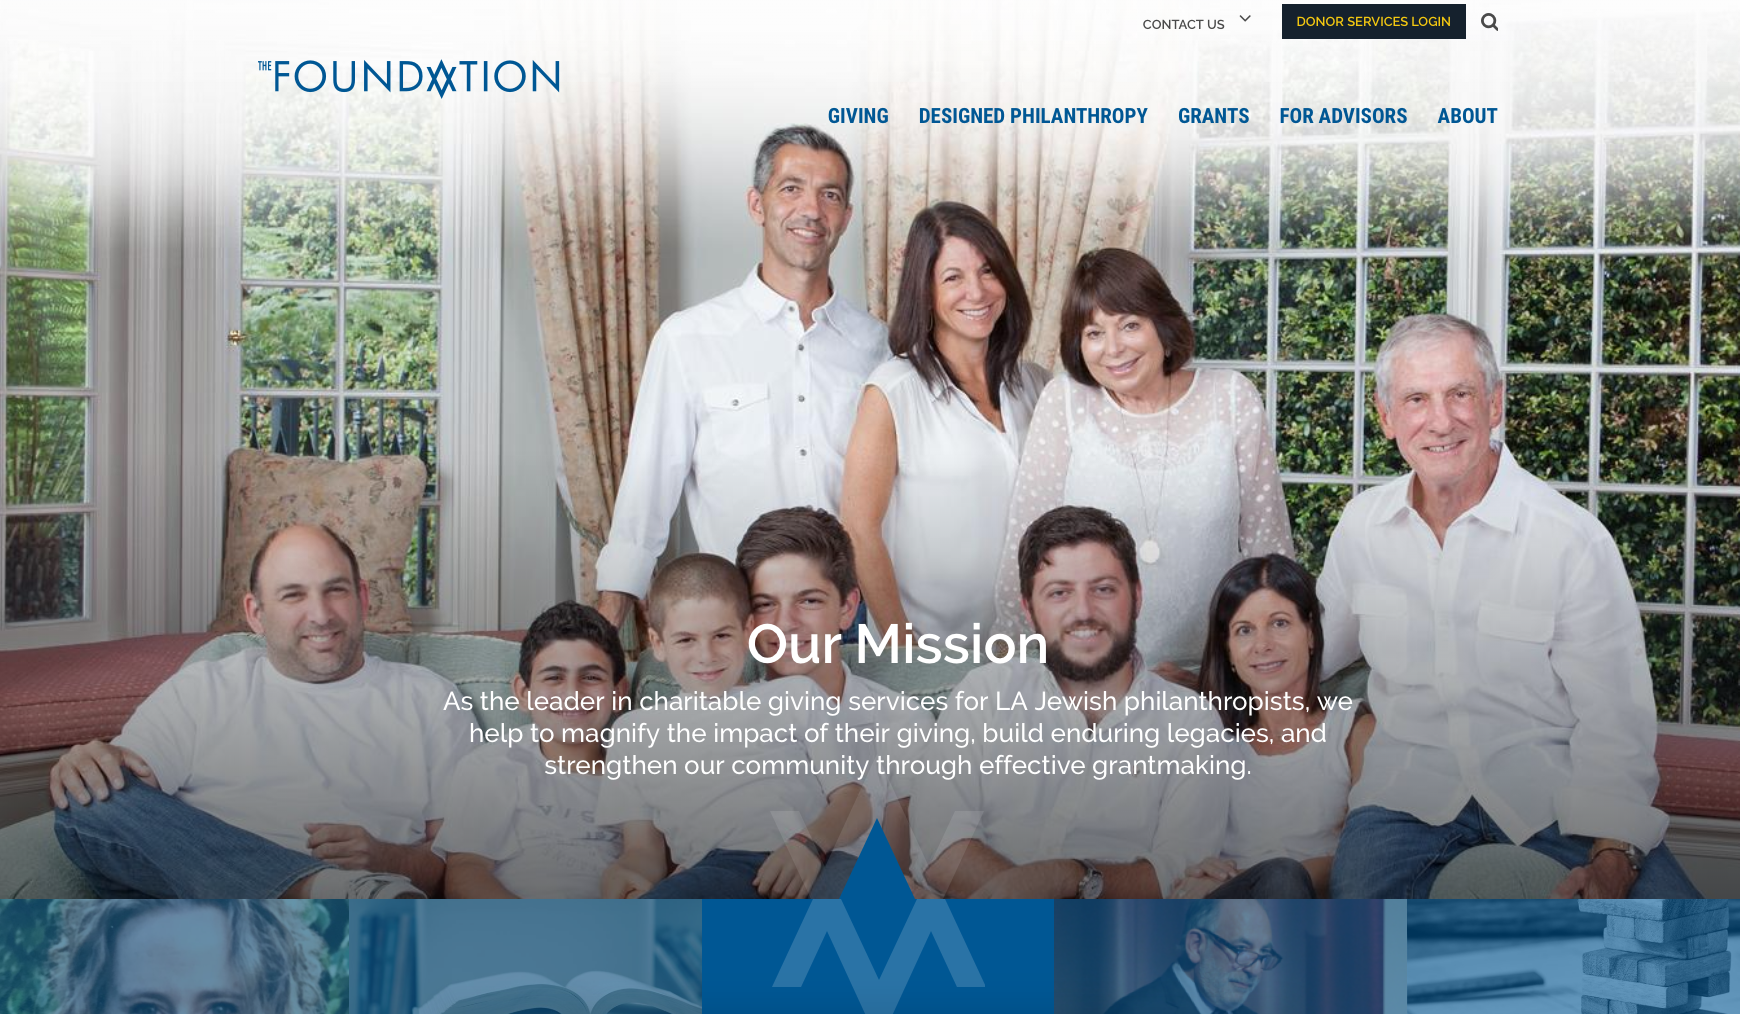 CONTACT US
DONOR SERVICES LOGIN
THE FOUNDATION
GIVING DESIGNED PHILANTHROPY GRANTS FOR ADVISORS ABOUT
Our Mission
As the leader in charitable giving services for LA Jewish philanthropists, we
help to magnify the impact of their giving, build enduring legacies, and
strengthen our community through effective grantmaking.